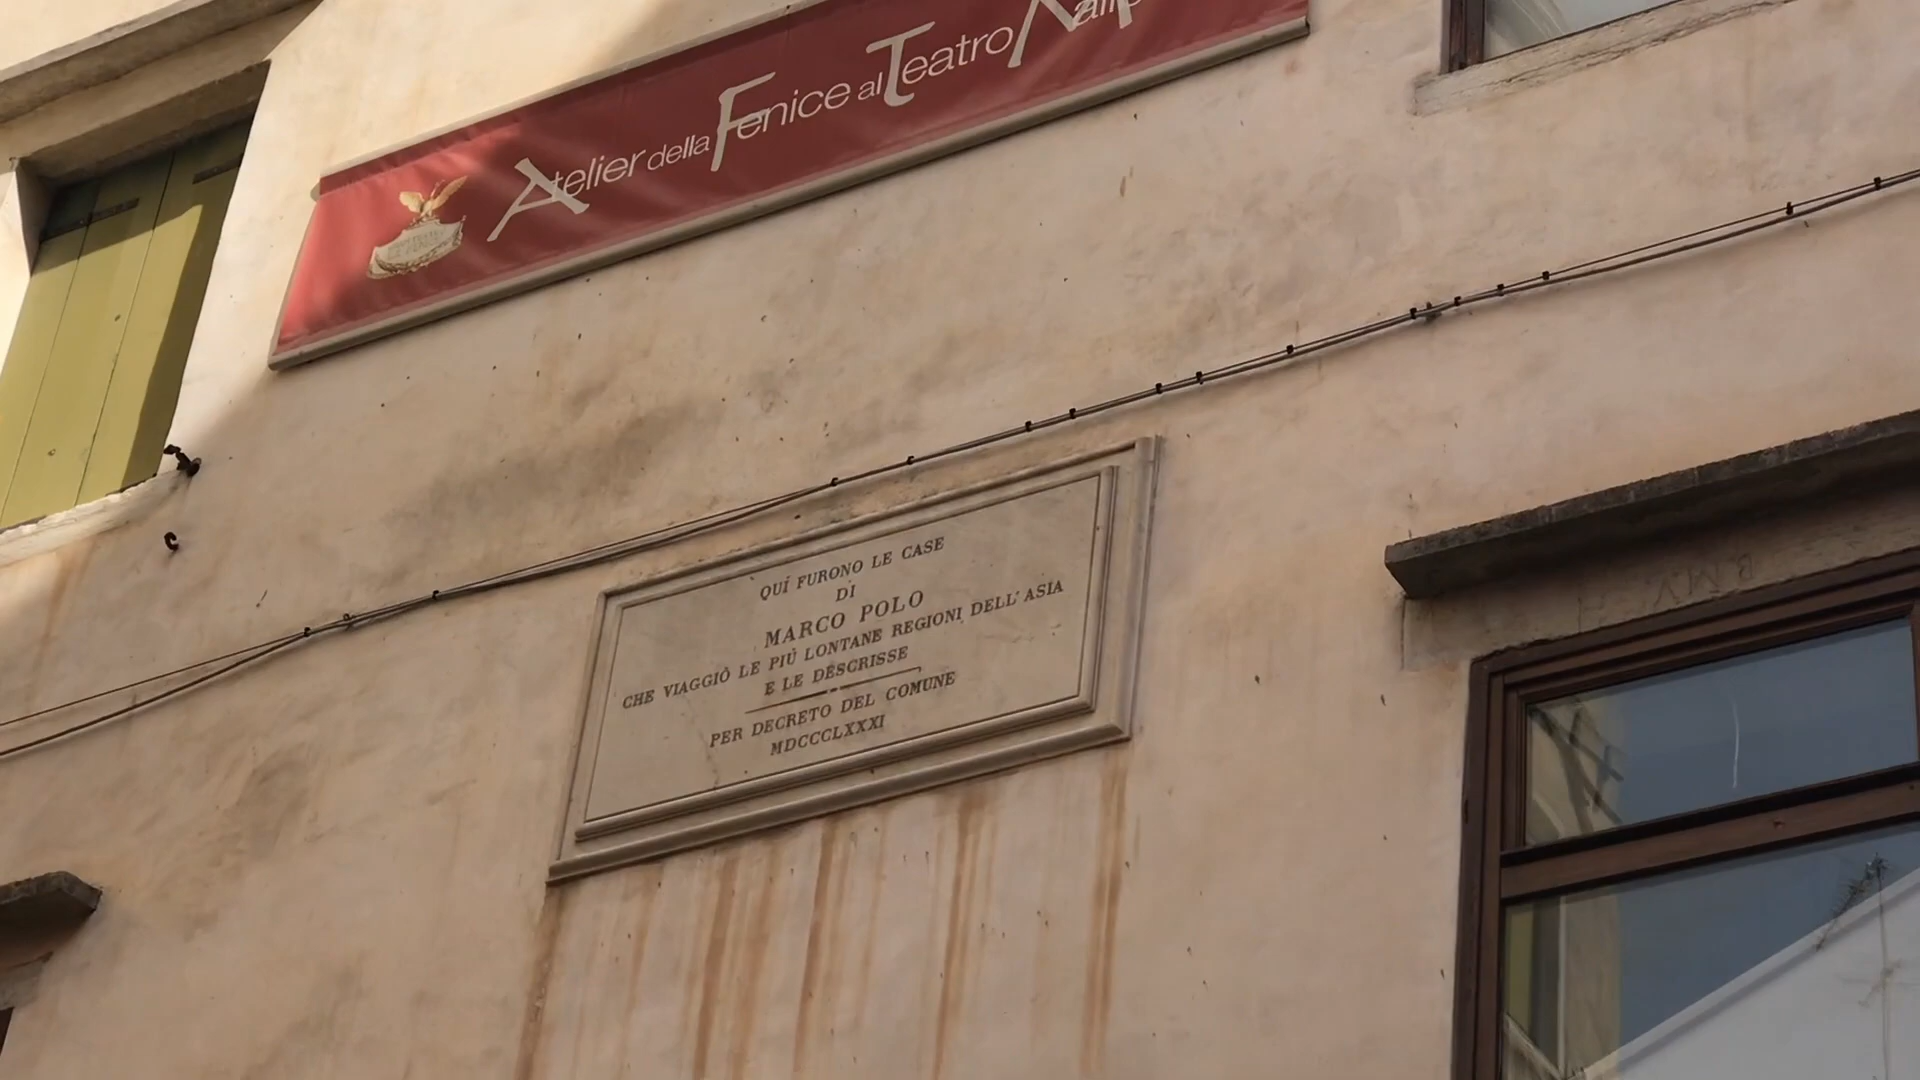 Atelier della Fenice al Teatro
QUÍ FURONO LE CASE
DI
MARCO POLO
CHE VIAGGIÒ LE PIÙ LONTANE REGIONI DELL' ASIA
E LE DESCRISSE
PER DECRETO DEL COMUNE
MDCCCLXXXI